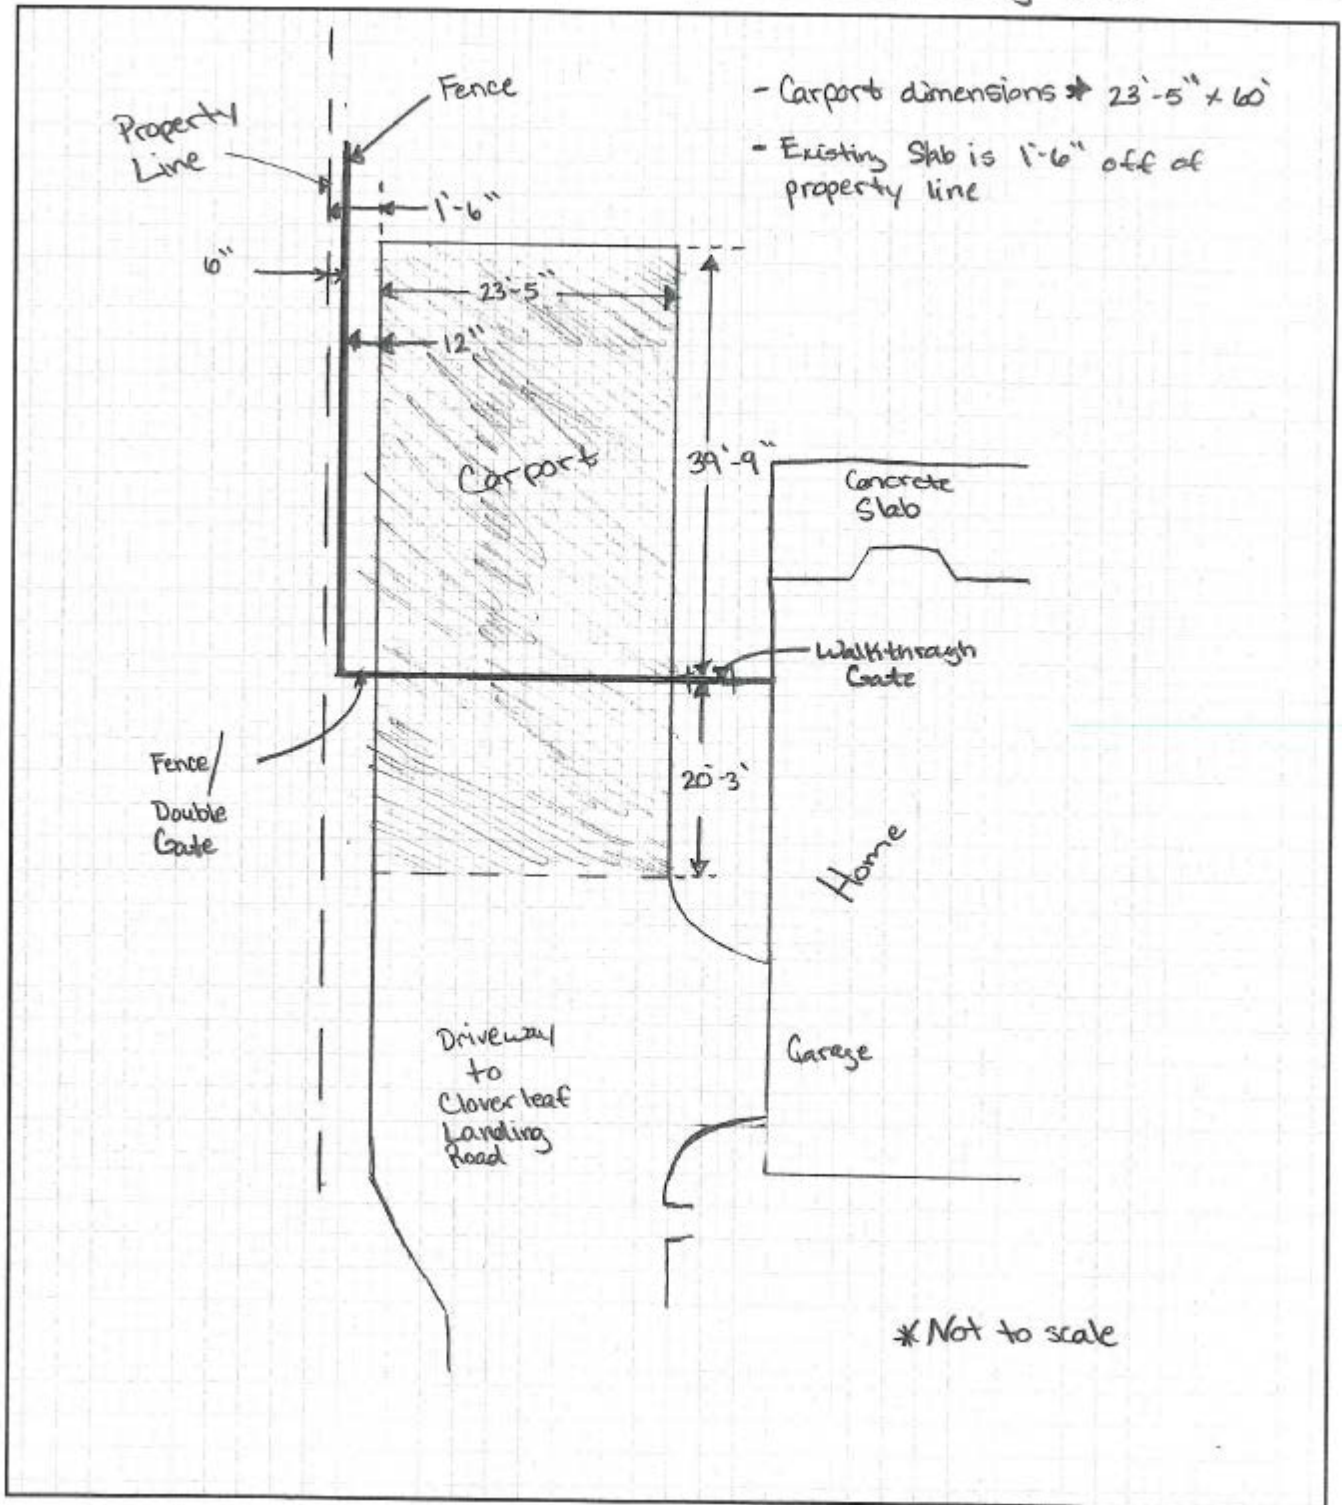 - Carport dimensions * 23'-5" x 60'
- Existing Slab is 1'-6" off of
property line
Fence
Property
Line
1'-6"
6"
23'-5"
12"
Carport
39'-9"
Concrete
Slab
Walkthrough
Gate
Fence/
Double
Gate
20'-3'
Home
Driveway
to
Cloverleaf
Landing
Road
Garage
* Not to scale